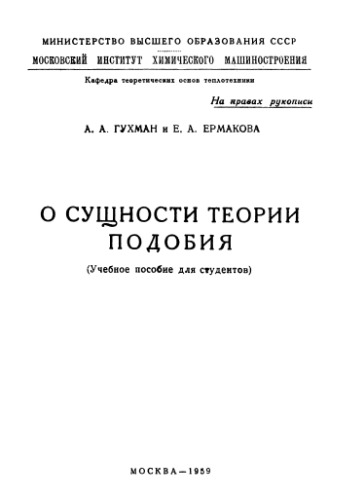 МИНИСТЕРСТВО ВЫСШЕГО ОБРАЗОВАНИЯ СССР
МОСКОВСКИЙ ИНСТИТУТ ХИМИЧЕСКОГО МАШИНОСТРОЕНИЯ
Кафедра теоретических основ теплотехники
На правах рукописи
А. А. ГУХМАН и Е. А. ЕРМАКОВА
О СУЩНОСТИ ТЕОРИИ
ПОДОБИЯ
(Учебное пособие для студентов)
МОСКВА—1959